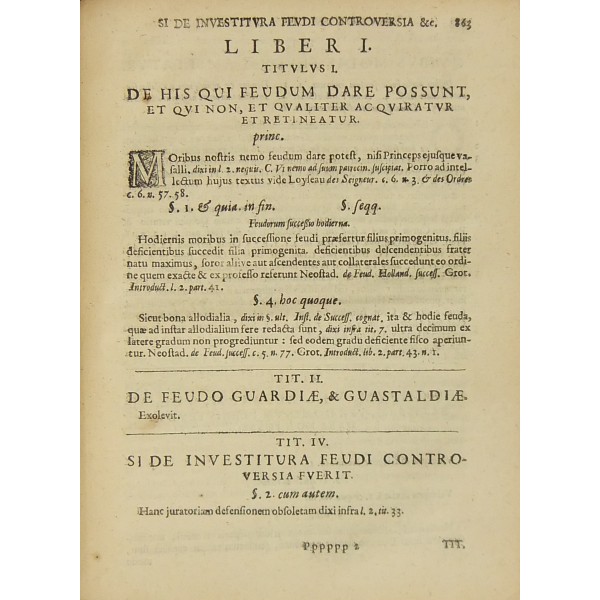 SI DE INVESTITVRA FEVDI CONTROVERSIA &c. 863
LIBER I.
TITVLVS I.
DE HIS QUI FEUDUM DARE POSSUNT,
ET QVI NON, ET QVALITER ACQVIRATVR
ET RETINEATUR.
princ.
MOribus nostris nemo feudum dare potest, nisi Princeps ejusque va-
salli. dixi in l. 2. nequis. C. Vt nemo ad suum patrocin. suscipiat. Porro ad intel-
lectum hujus textus vide Loyseau des Seigneur. c. 6. n. 3. & des Ordres
c. 6. n. 57. 58.
§. 1. & quia. in fin. §. seqq.
Feudorum successio hodierna.
Hodiernis moribus in successione feudi præfertur filius primogenitus. filiis
deficientibus succedit filia primogenita. deficientibus descendentibus frater
natu maximus, soror ahsive aut ascendentes aut collaterales succedunt eo ordi-
ne quem exacte & ex professo referunt Neostad. de Feud. Holland. success. Grot.
Introduct. l. 2. part. 41.
§. 4. hoc quoque.
Sicut bona allodialia, dixi in §. ult. Inst. de Success. cognat. ita & hodie feuda,
quæ ad instar allodialium fere redacta sunt, dixi infra tit. 7. ultra decimum ex
latere gradum non progrediuntur: sed eodem gradu deficiente fisco aperiun-
tur. Neostad. de Feud. success. c. 5. n. 77. Grot. Introduct. lib. 2. part. 43. n. 1.
TIT. II.
DE FEUDO GUARDIÆ, & GUASTALDIÆ.
Exolevit.
TIT. IV.
SI DE INVESTITURA FEUDI CONTRO-
VERSIA FVERIT.
§. 2. cum autem.
Hanc juratoriam defensionem obsoletam dixi infra l. 2, tit. 33.
Pppppp 2 TIT.